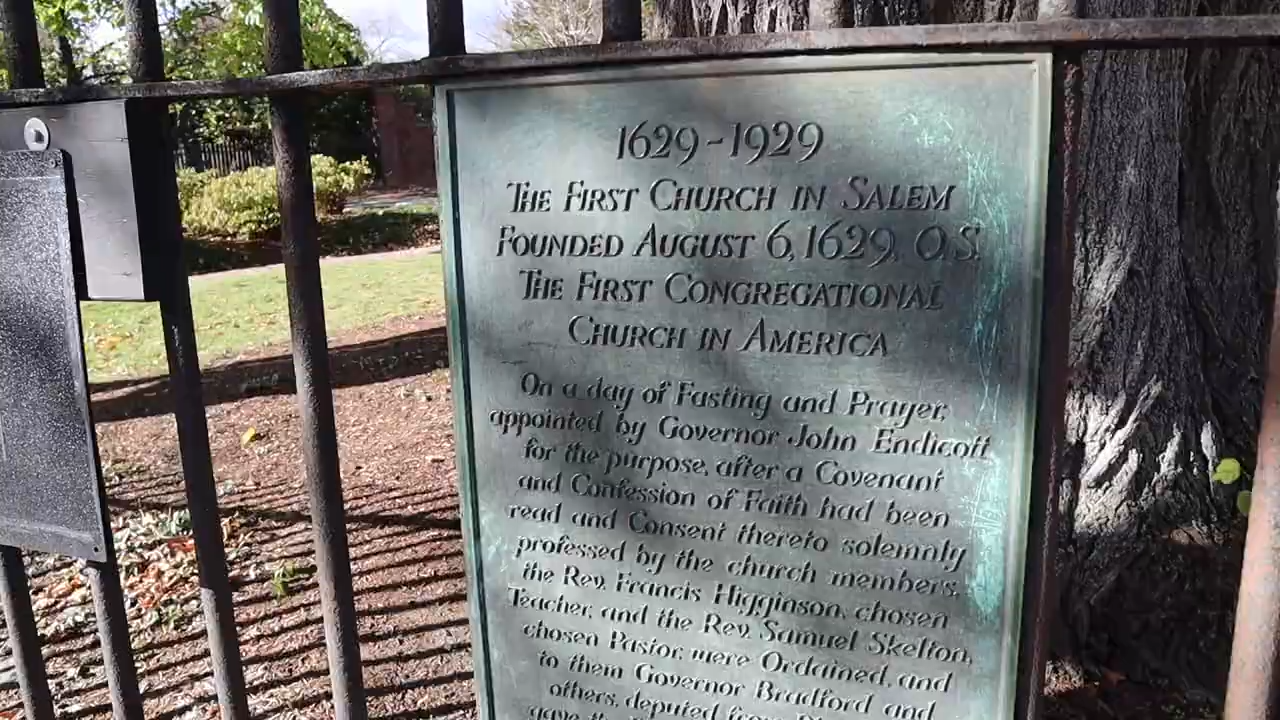 1629-1929
THE FIRST CHURCH IN SALEM
FOUNDED AUGUST 6, 1629, O.S.
THE FIRST CONGREGATIONAL
CHURCH IN AMERICA
On a day of Fasting and Prayer,
appointed by Governor John Endicott
for the purpose, after a Covenant
and Confession of Faith had been
read and Consent thereto solemnly
professed by the church members,
the Rev. Francis Higginson, chosen
Teacher, and the Rev. Samuel Skelton,
chosen Pastor, were Ordained, and
to them Governor Bradford and
others, deputed from
gave the